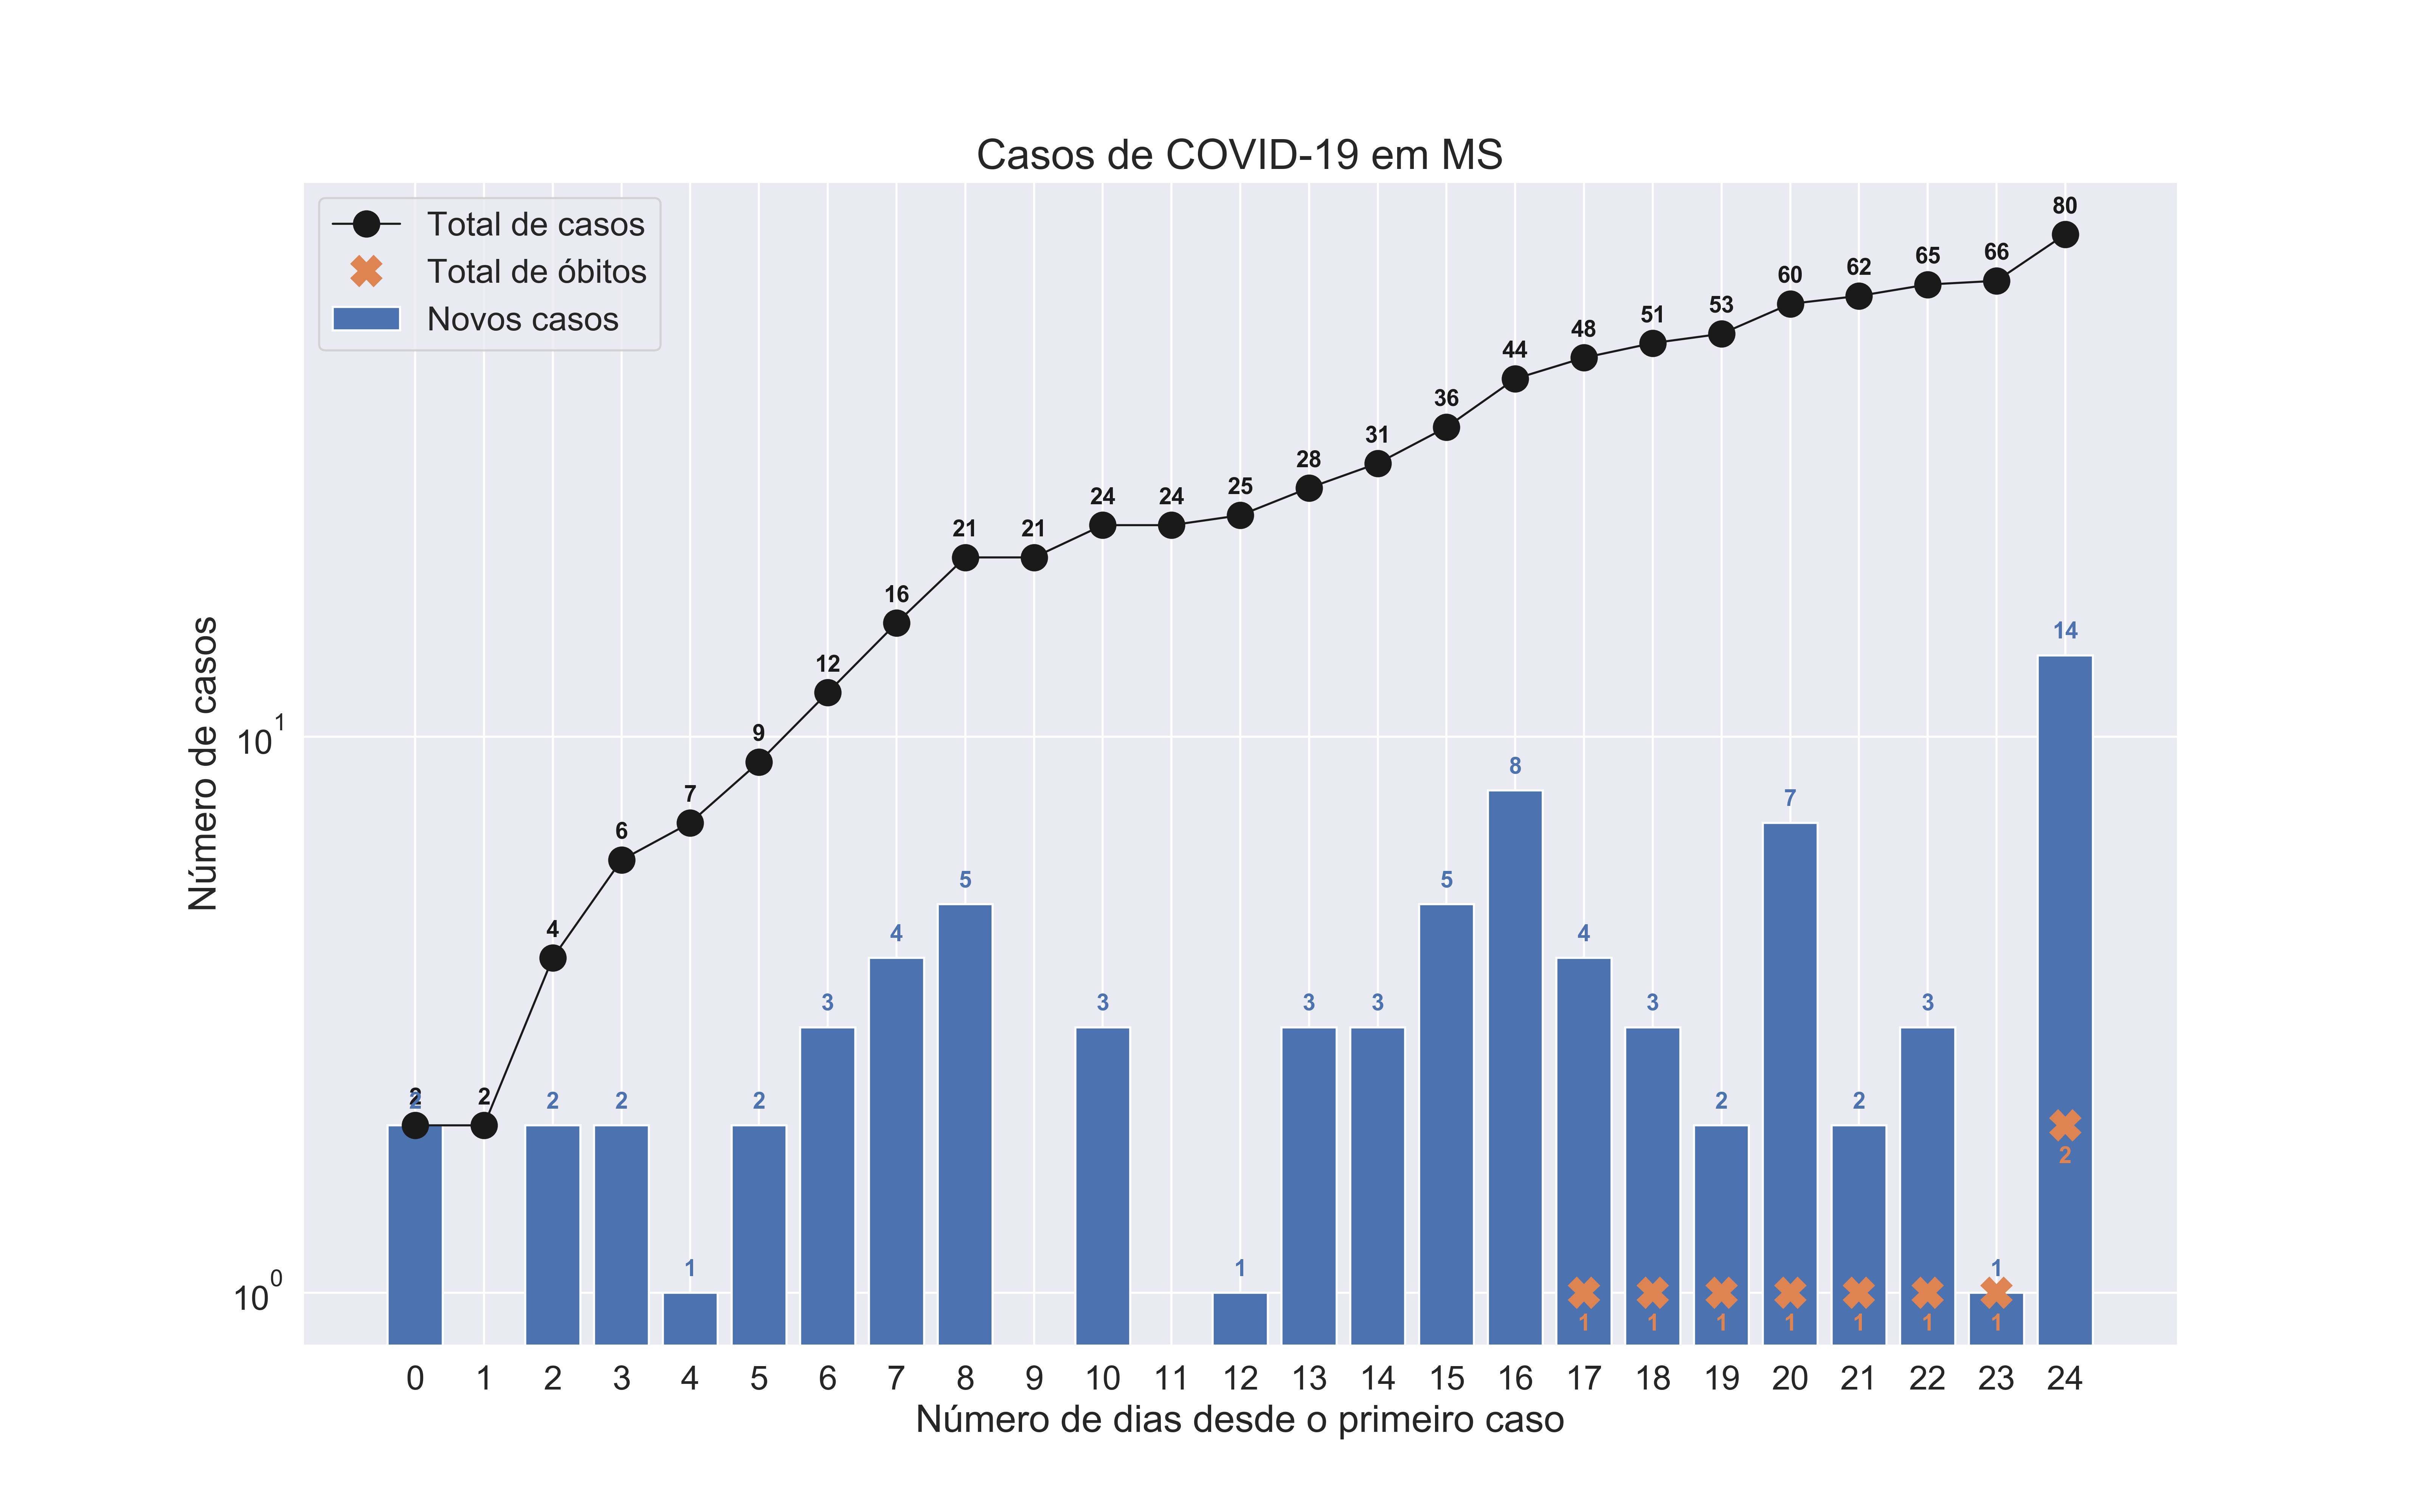 Casos de COVID-19 em MS
Total de casos
Total de óbitos
Novos casos
Número de casos
10^1
10^0
2 2 4 6 7 9 12 16 21 21 24 24 25 28 31 36 44 48 51 53 60 62 65 66 80
2 2 2 1 2 3 4 5 3 1 3 3 5 8 4 3 2 7 2 3 1 14
1 1 1 1 1 1 1 2
0 1 2 3 4 5 6 7 8 9 10 11 12 13 14 15 16 17 18 19 20 21 22 23 24
Número de dias desde o primeiro caso